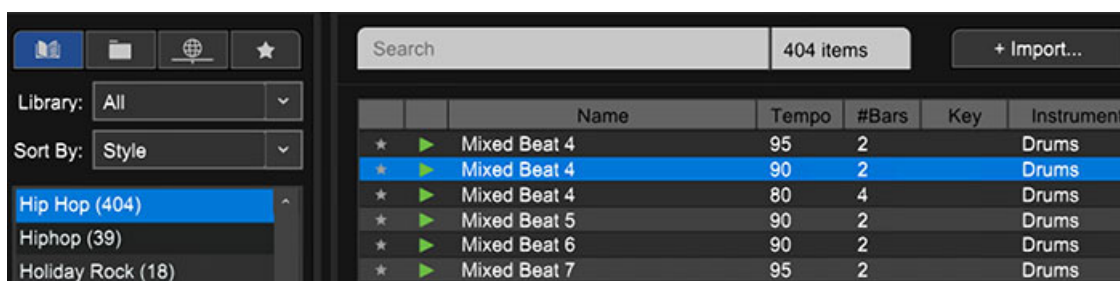 Search 404 items + Import...
Library: All
Sort By: Style
Hip Hop (404)
Hiphop (39)
Holiday Rock (18)
Name Tempo #Bars Key Instrument
Mixed Beat 4 95 2 Drums
Mixed Beat 4 90 2 Drums
Mixed Beat 4 80 4 Drums
Mixed Beat 5 90 2 Drums
Mixed Beat 6 90 2 Drums
Mixed Beat 7 95 2 Drums